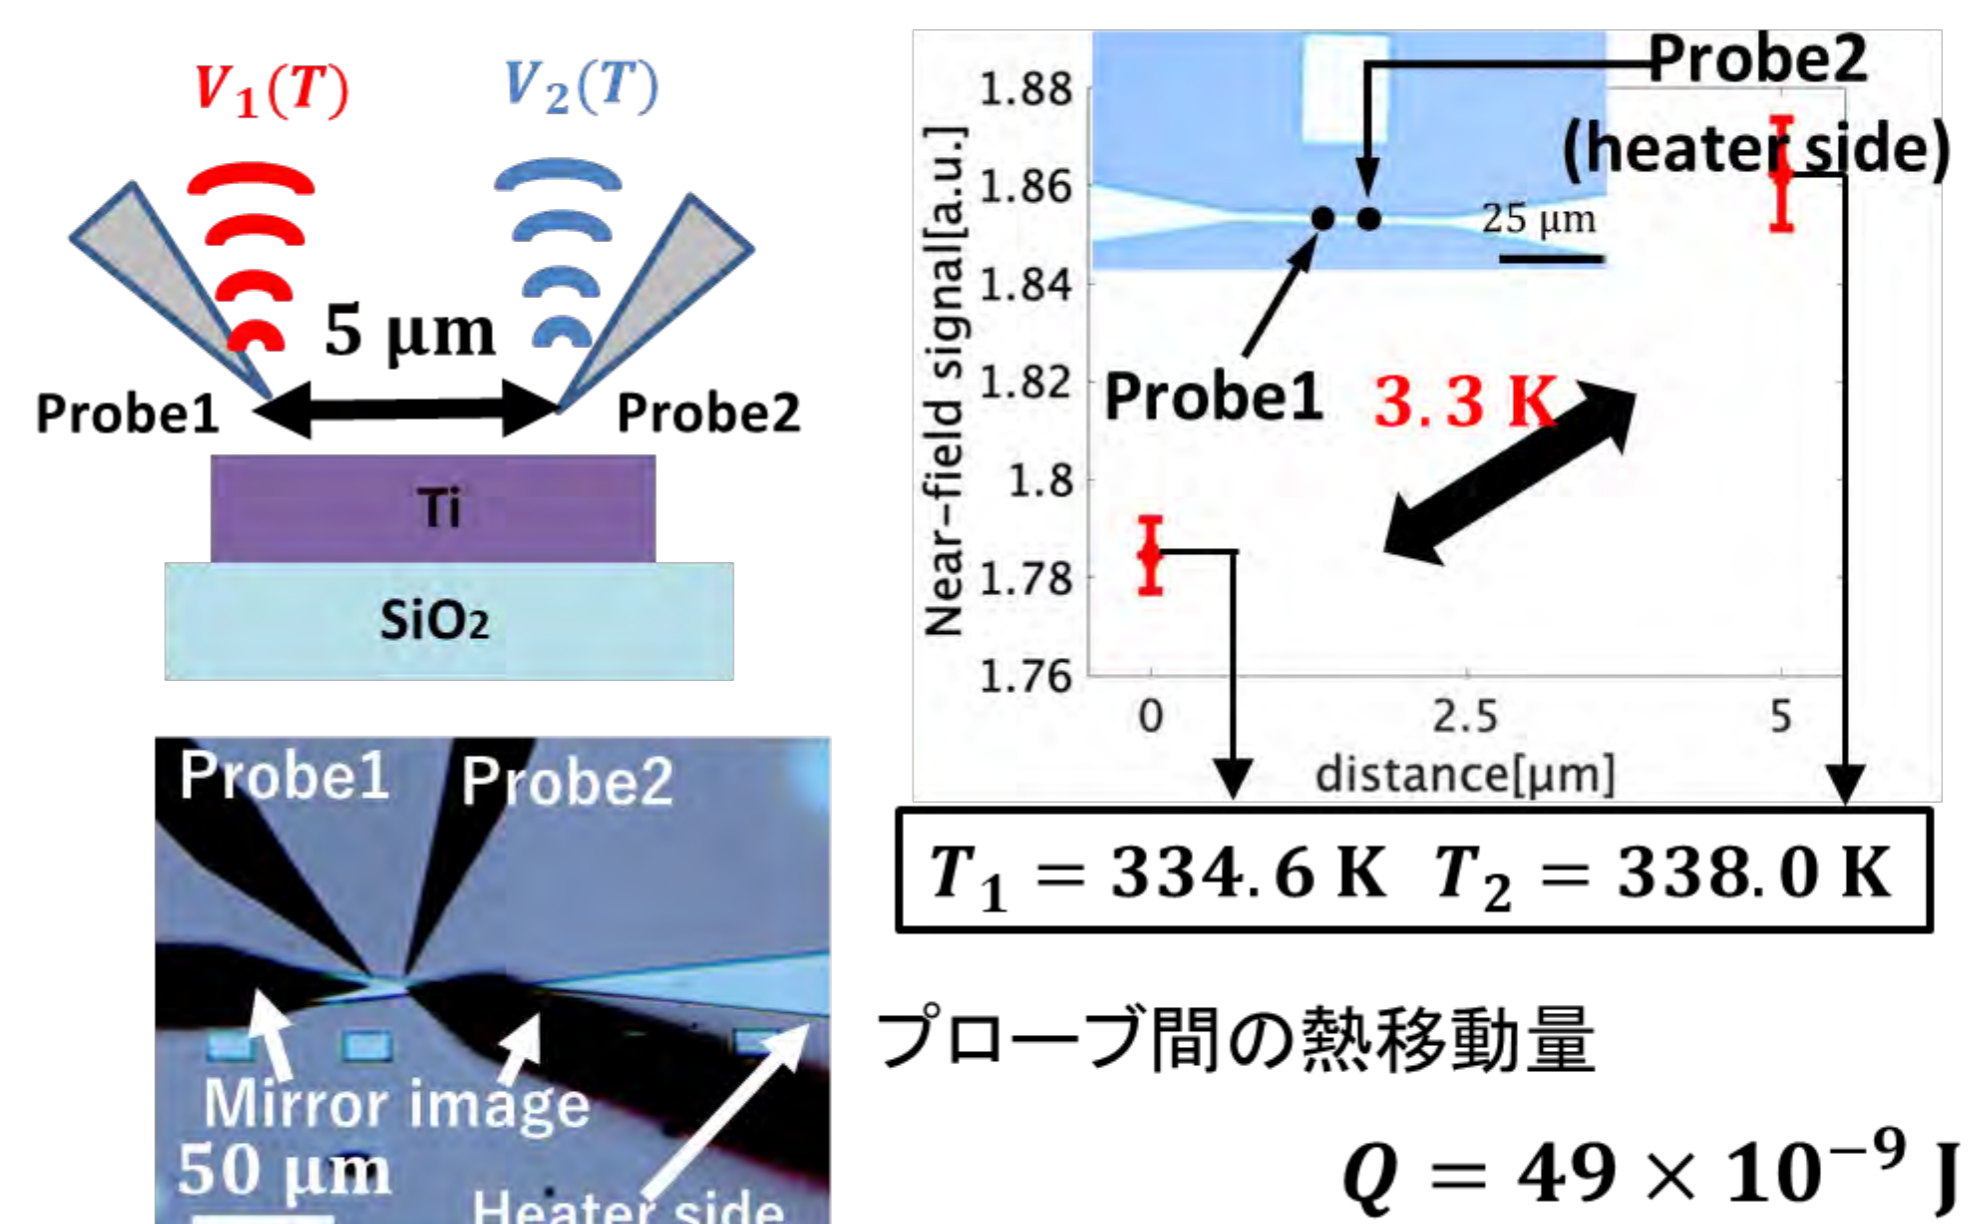 V₁(T)
V₂(T)
5 μm
Probe1
Probe2
Ti
SiO₂
Probe1
Probe2
Mirror image
50 μm
Heater side
Probe2
(heater side)
25 μm
Probe1
3.3 K
Near-field signal[a.u.]
1.88
1.86
1.84
1.82
1.8
1.78
1.76
0
2.5
5
distance[μm]
T₁ = 334.6 K T₂ = 338.0 K
プローブ間の熱移動量
Q = 49 × 10⁻⁹ J